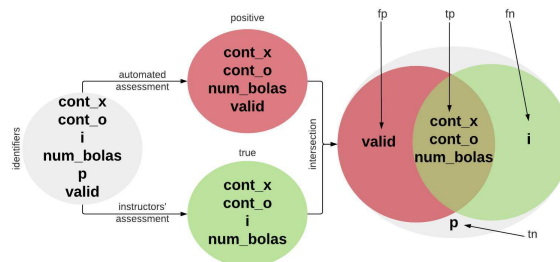 identifiers
cont_x
cont_o
i
num_bolas
p
valid
automated
assessment
instructors'
assessment
positive
cont_x
cont_o
num_bolas
valid
true
cont_x
cont_o
i
num_bolas
intersection
fp
tp
fn
valid
cont_x
cont_o
num_bolas
i
p
tn